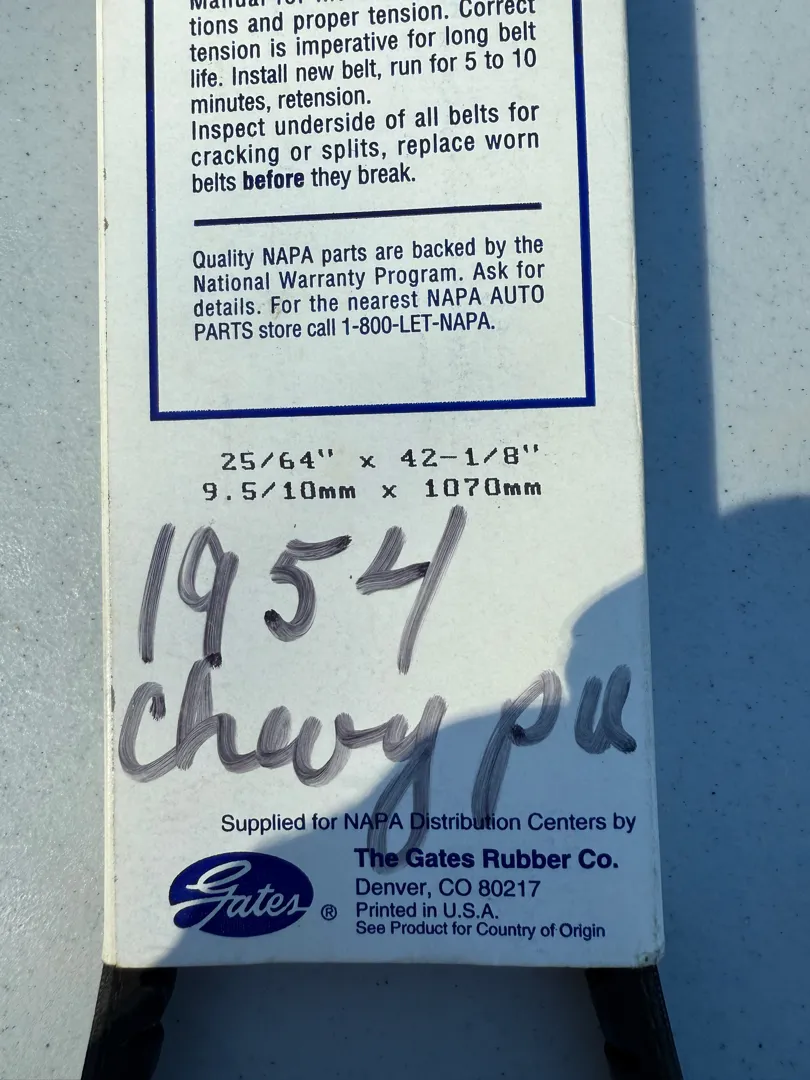 Manual for
tions and proper tension. Correct
tension is imperative for long belt
life. Install new belt, run for 5 to 10
minutes, retension.
Inspect underside of all belts for
cracking or splits, replace worn
belts before they break.
Quality NAPA parts are backed by the
National Warranty Program. Ask for
details. For the nearest NAPA AUTO
PARTS store call 1-800-LET-NAPA.
25/64" x 42-1/8"
9.5/10mm x 1070mm
1954
chevy pu
Supplied for NAPA Distribution Centers by
The Gates Rubber Co.
Gates ®
Denver, CO 80217
Printed in U.S.A.
See Product for Country of Origin